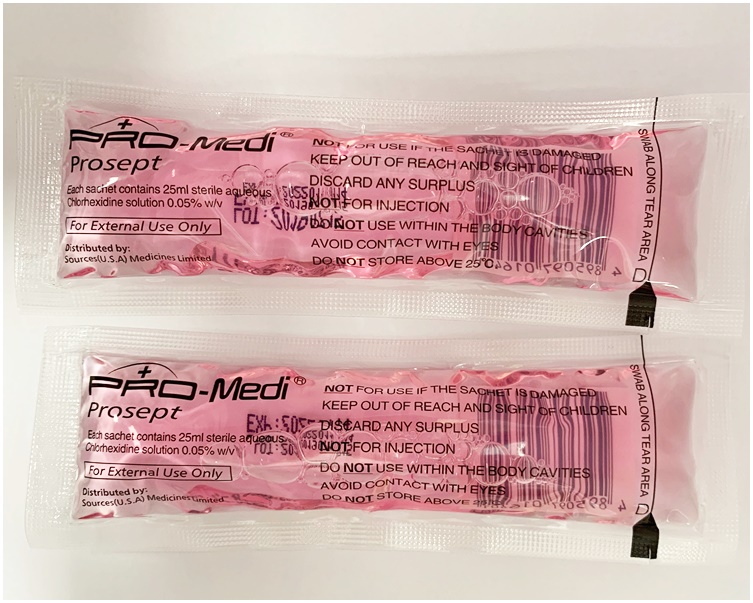 PRO-Medi®
Prosept
Each sachet contains 25ml sterile aqueous
Chlorhexidine solution 0.05% w/v
For External Use Only
Distributed by:
Sources(U.S.A) Medicines Limited
NOT FOR USE IF THE SACHET IS DAMAGED
KEEP OUT OF REACH AND SIGHT OF CHILDREN
DISCARD ANY SURPLUS
NOT FOR INJECTION
DO NOT USE WITHIN THE BODY CAVITIES
AVOID CONTACT WITH EYES
DO NOT STORE ABOVE 25°C
SWAB ALONG TEAR AREA
PRO-Medi®
Prosept
Each sachet contains 25ml sterile aqueous
Chlorhexidine solution 0.05% w/v
For External Use Only
Distributed by:
Sources(U.S.A) Medicines Limited
NOT FOR USE IF THE SACHET IS DAMAGED
KEEP OUT OF REACH AND SIGHT OF CHILDREN
DISCARD ANY SURPLUS
NOT FOR INJECTION
DO NOT USE WITHIN THE BODY CAVITIES
AVOID CONTACT WITH EYES
DO NOT STORE ABOVE
SWAB ALONG TEAR AREA